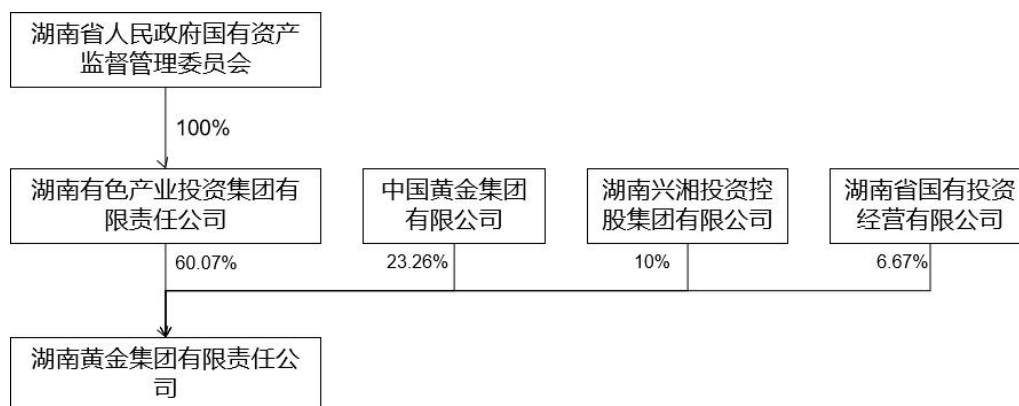 湖南省人民政府国有资产
监督管理委员会
100%
湖南有色产业投资集团有
限责任公司
中国黄金集团
有限公司
湖南兴湘投资控
股集团有限公司
湖南省国有投资
经营有限公司
60.07%
23.26%
10%
6.67%
湖南黄金集团有限责任公
司